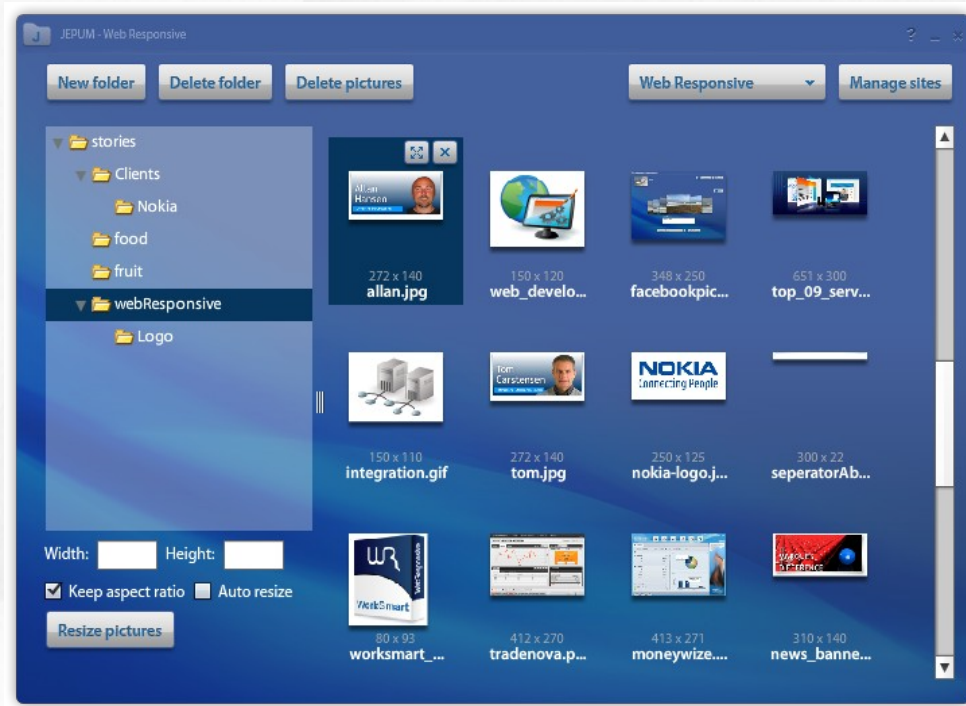 JEPUM - Web Responsive
? _ ×
New folder Delete folder Delete pictures Web Responsive Manage sites
stories
Clients
Nokia
food
fruit
webResponsive
Logo
Allan
Hansen
272 x 140 150 x 120 348 x 250 651 x 300
allan.jpg web_develo... facebookpic... top_09_serv...
Tom
Carstensen
NOKIA
Connecting People
150 x 110 272 x 140 250 x 125 300 x 22
integration.gif tom.jpg nokia-logo.j... seperatorAb...
Width: Height:
Keep aspect ratio Auto resize
Resize pictures
WR
WebResponsive
WorkSmart
80 x 93 412 x 270 413 x 271 310 x 140
worksmart_... tradenova.p... moneywize.... news_banne...